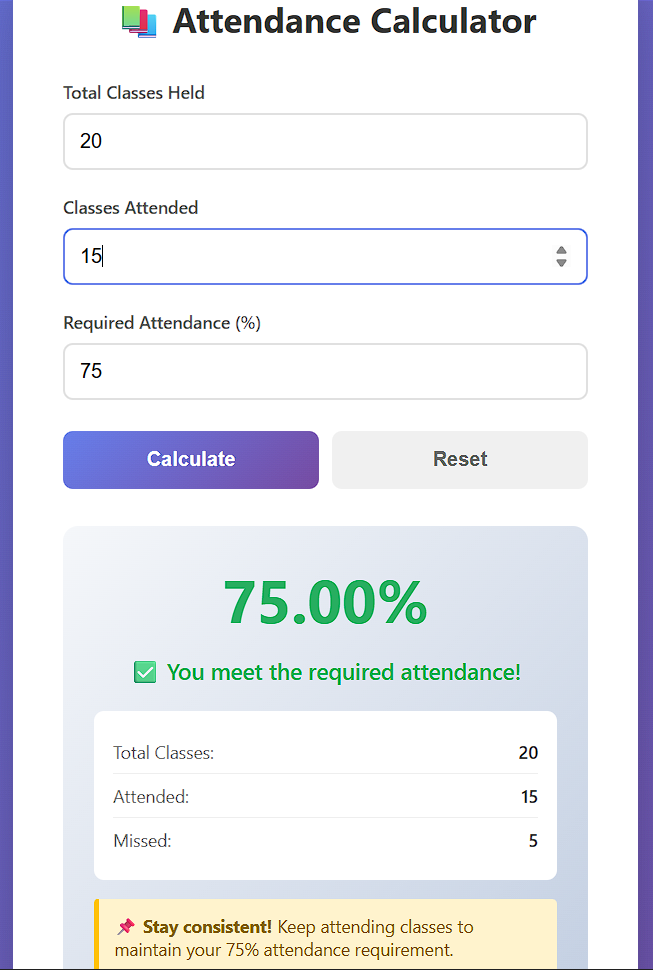 Attendance Calculator
Total Classes Held
20
Classes Attended
15
Required Attendance (%)
75
Calculate
Reset
75.00%
You meet the required attendance!
Total Classes: 20
Attended: 15
Missed: 5
Stay consistent! Keep attending classes to
maintain your 75% attendance requirement.